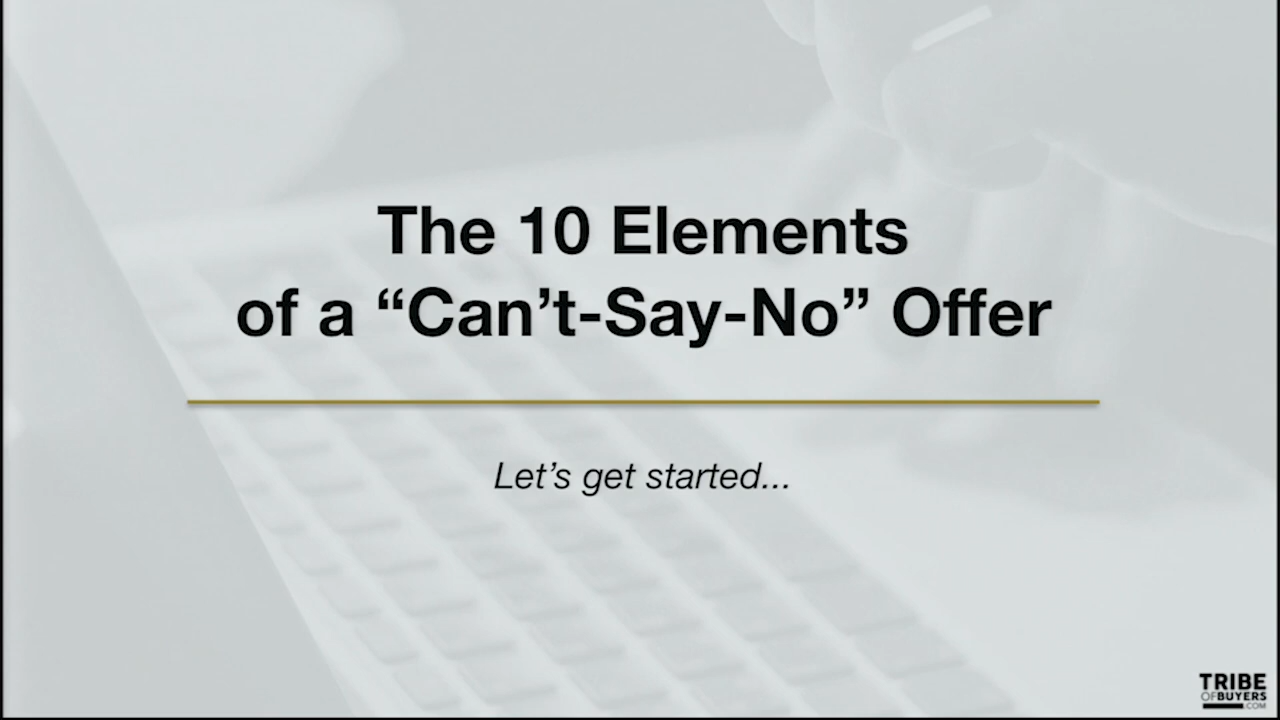 The 10 Elements
of a “Can’t-Say-No” Offer
Let’s get started...
TRIBE
OFBUYERS
.COM